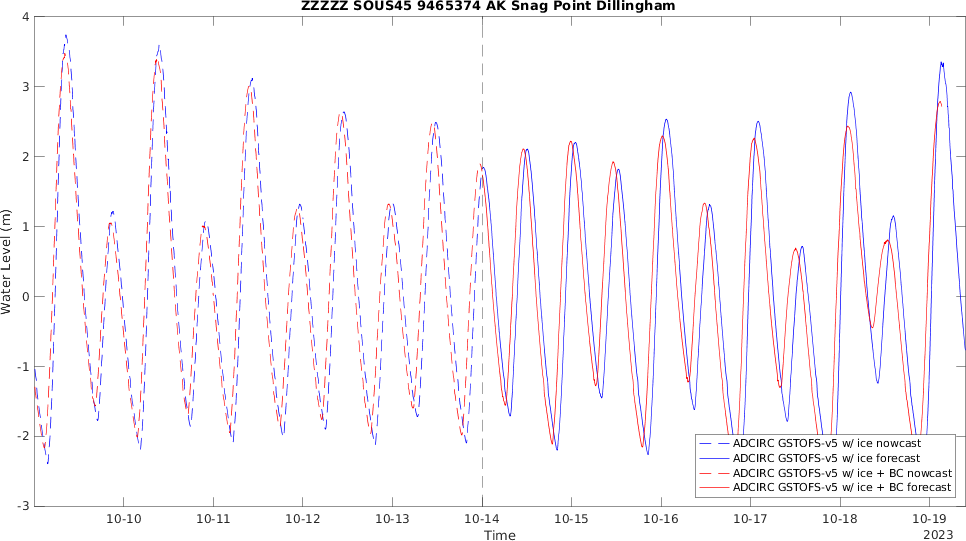 ZZZZZ SOUS45 9465374 AK Snag Point Dillingham
4
3
2
1
0
-1
-2
-3
Water Level (m)
10-10
10-11
10-12
10-13
10-14
10-15
10-16
10-17
10-18
10-19
Time
2023
ADCIRC GSTOFS-v5 w/ ice nowcast
ADCIRC GSTOFS-v5 w/ ice forecast
ADCIRC GSTOFS-v5 w/ ice + BC nowcast
ADCIRC GSTOFS-v5 w/ ice + BC forecast